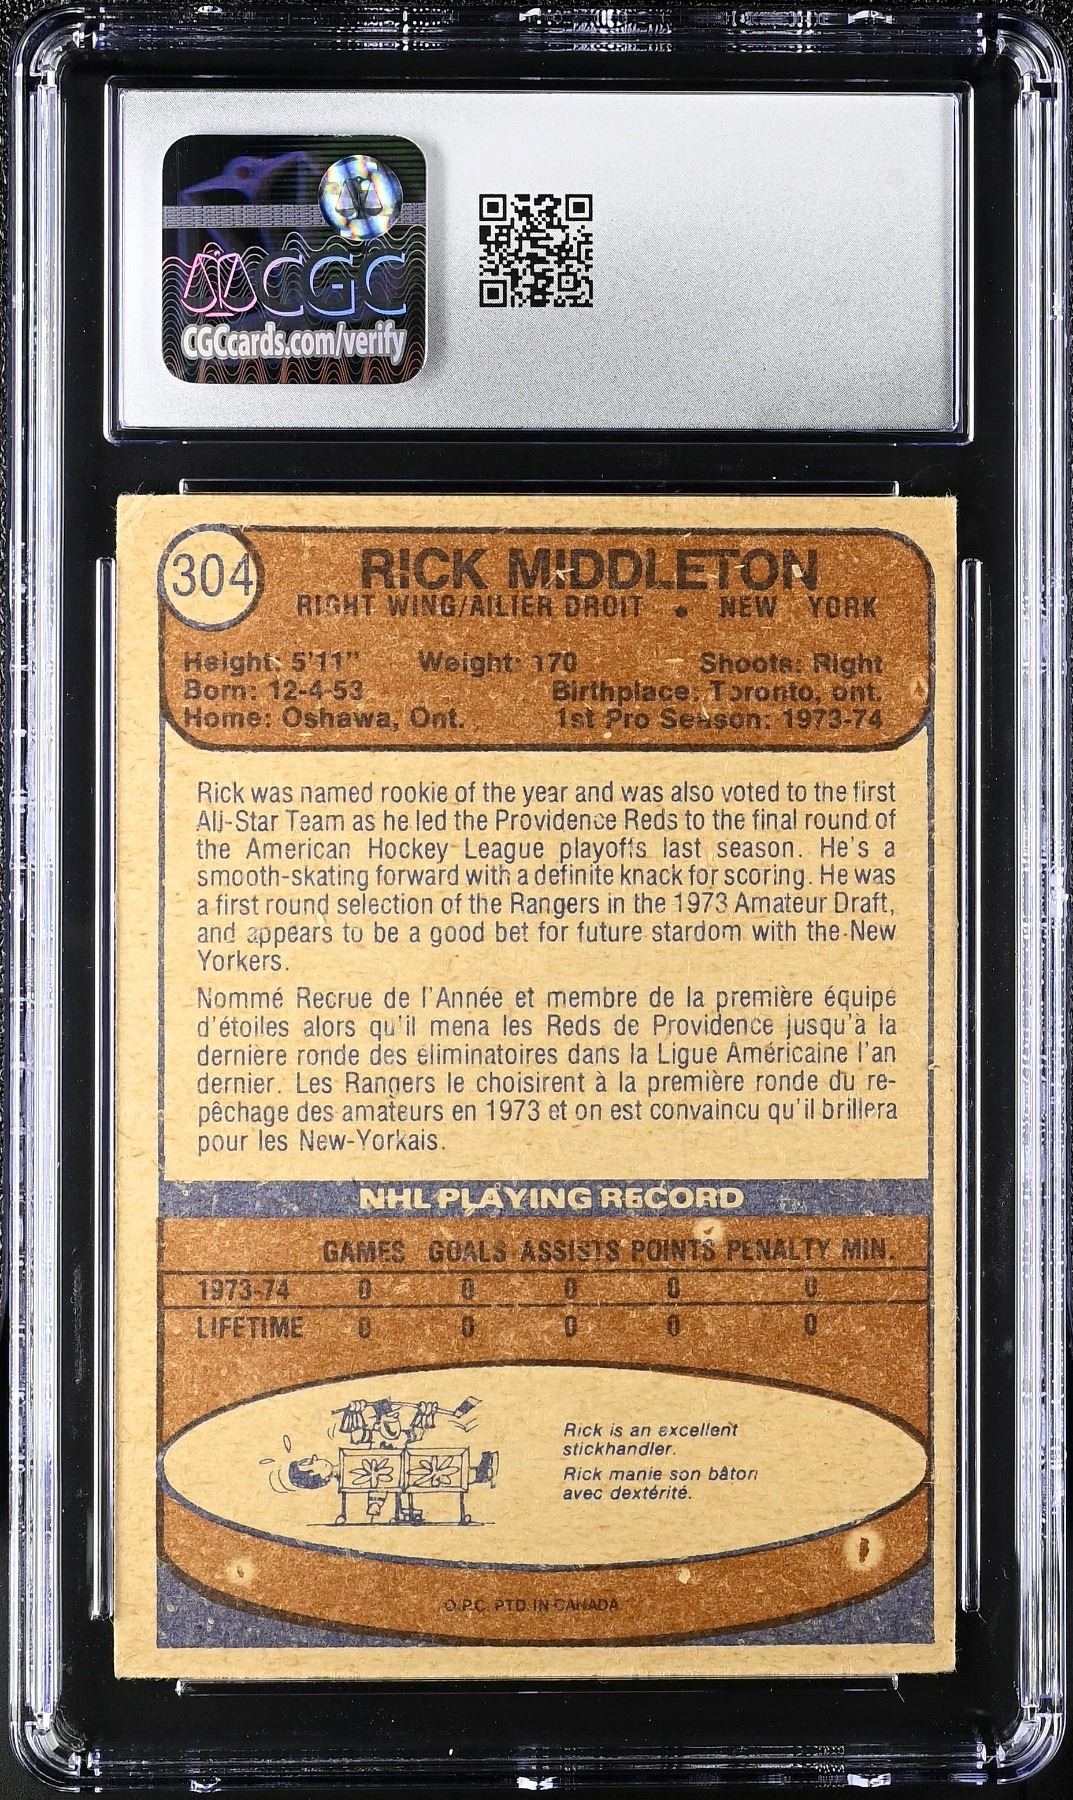 CGC
CGCcards.com/verify
304
RICK MIDDLETON
RIGHT WING/AILIER DROIT • NEW YORK
Height: 5'11" Weight: 170 Shoots: Right
Born: 12-4-53 Birthplace: Toronto, ont.
Home: Oshawa, Ont. 1st Pro Season: 1973-74
Rick was named rookie of the year and was also voted to the first
All-Star Team as he led the Providence Reds to the final round of
the American Hockey League playoffs last season. He's a
smooth-skating forward with a definite knack for scoring. He was
a first round selection of the Rangers in the 1973 Amateur Draft,
and appears to be a good bet for future stardom with the New
Yorkers.
Nommé Recrue de l'Année et membre de la première équipe
d'étoiles alors qu'il mena les Reds de Providence jusqu'à la
dernière ronde des éliminatoires dans la Ligue Américaine l'an
dernier. Les Rangers le choisirent à la première ronde du re-
pêchage des amateurs en 1973 et on est convaincu qu'il brillera
pour les New-Yorkais.
NHL PLAYING RECORD
GAMES GOALS ASSISTS POINTS PENALTY MIN.
1973-74 0 0 0 0 0
LIFETIME 0 0 0 0 0
Rick is an excellent
stickhandler.
Rick manie son bâton
avec dextérité.
O.P.C. PTD. IN CANADA